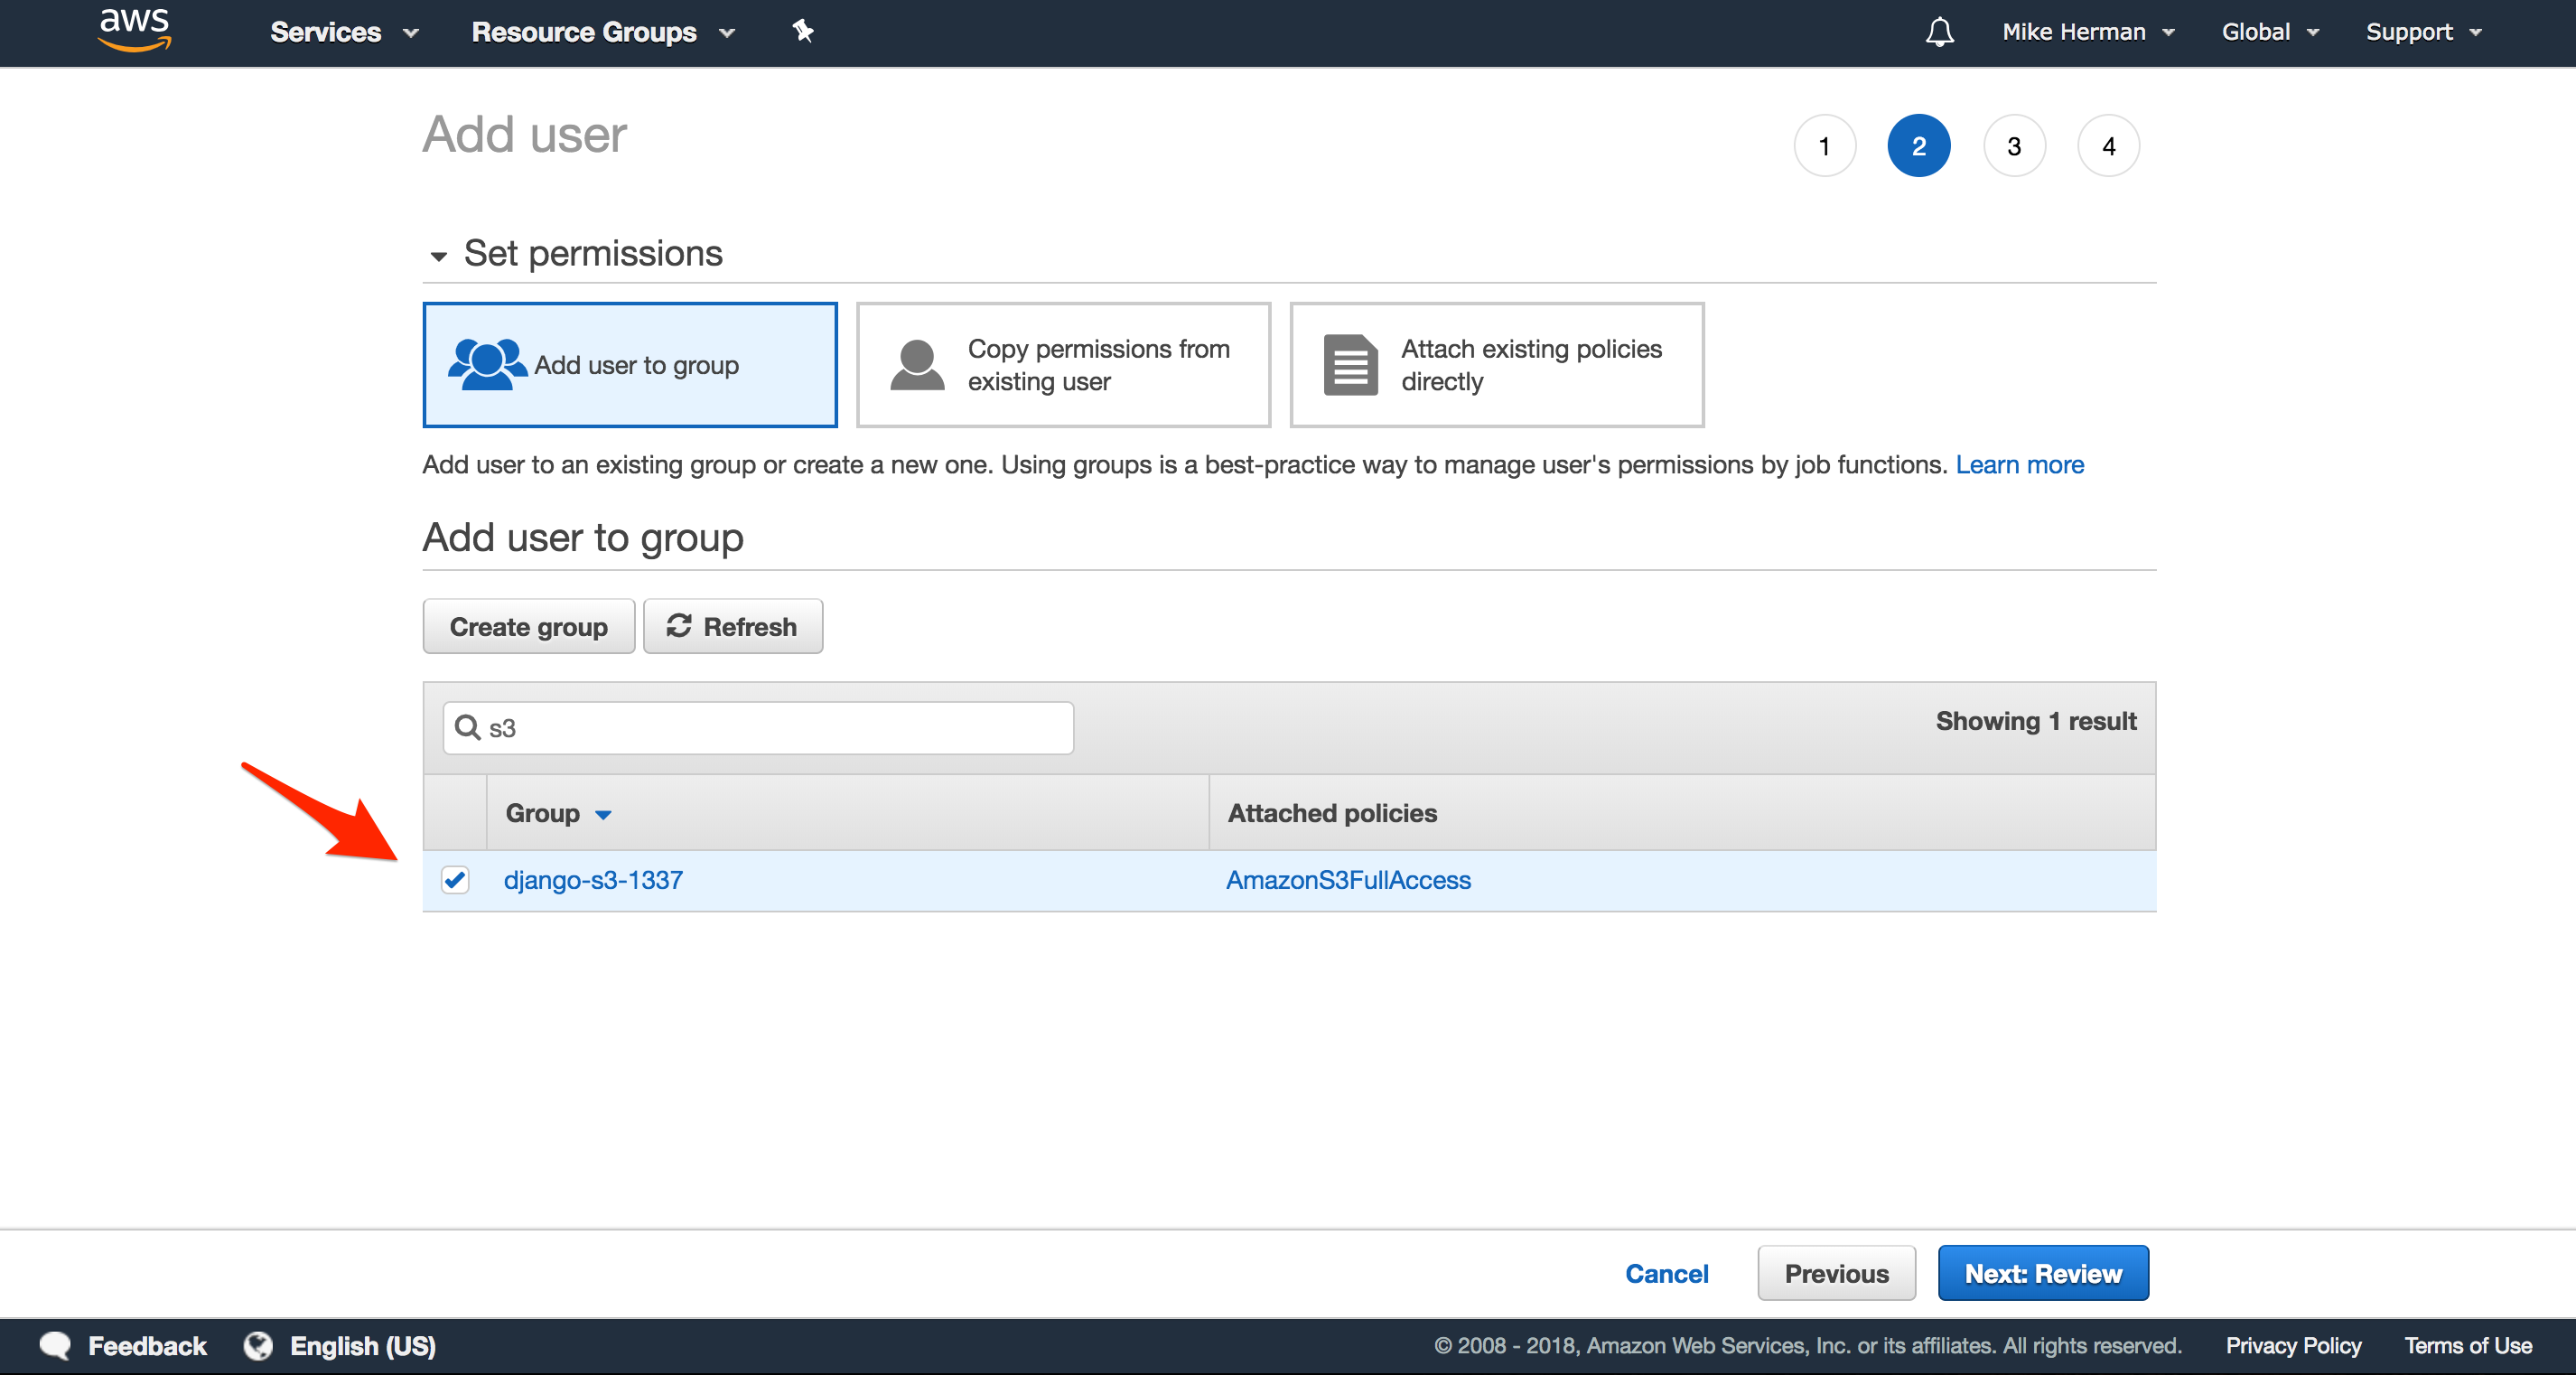 aws Services Resource Groups Mike Herman Global Support
Add user 1 2 3 4
Set permissions
Add user to group
Copy permissions from
existing user
Attach existing policies
directly
Add user to an existing group or create a new one. Using groups is a best-practice way to manage user's permissions by job functions. Learn more
Add user to group
Create group Refresh
s3 Showing 1 result
Group Attached policies
django-s3-1337 AmazonS3FullAccess
Cancel Previous Next: Review
Feedback English (US) © 2008 - 2018, Amazon Web Services, Inc. or its affiliates. All rights reserved. Privacy Policy Terms of Use